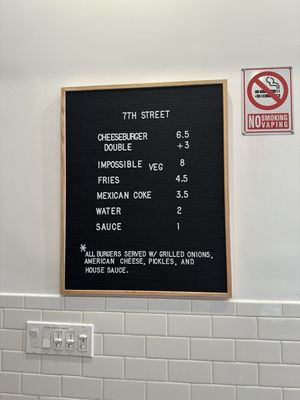 7TH STREET
CHEESEBURGER 6.5
DOUBLE +3
IMPOSSIBLE VEG 8
FRIES 4.5
MEXICAN COKE 3.5
WATER 2
SAUCE 1
* ALL BURGERS SERVED W/ GRILLED ONIONS,
AMERICAN CHEESE, PICKLES, AND
HOUSE SAUCE.
NO SMOKING
VAPING